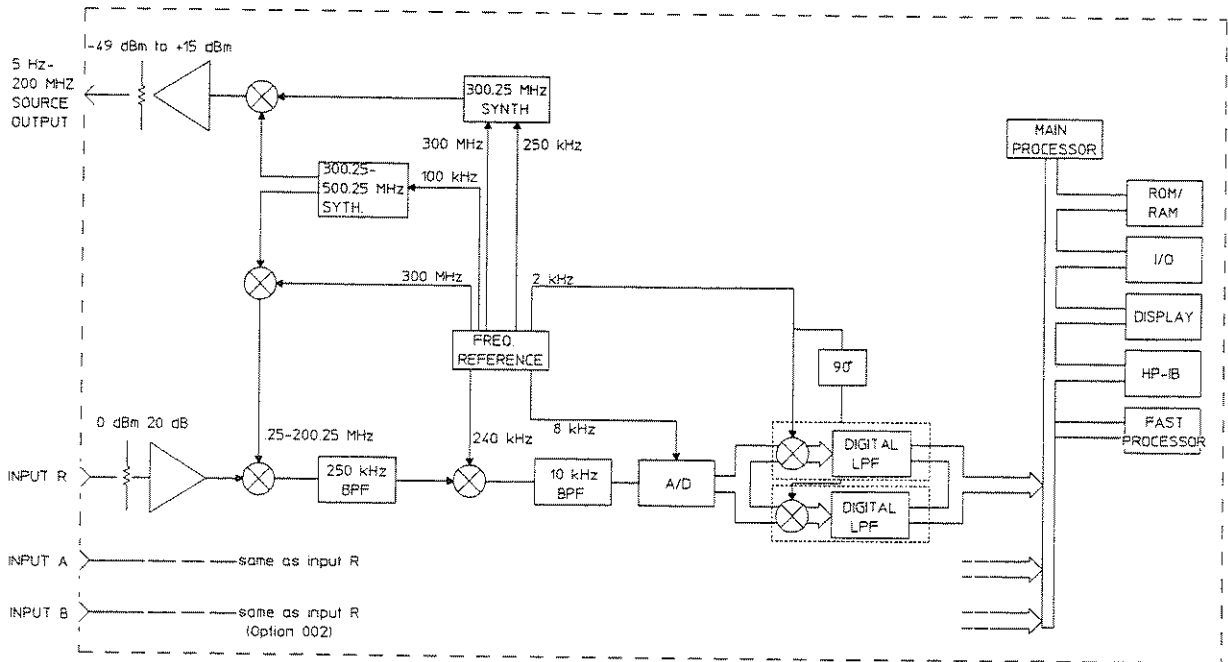 -49 dBm to +15 dBm
5 Hz-
200 MHZ
SOURCE
OUTPUT
300.25 MHz
SYNTH
300 MHz
250 kHz
MAIN
PROCESSOR
300.25-
500.25 MHz
SYTH.
100 kHz
ROM/
RAM
I/O
300 MHz
2 kHz
DISPLAY
FREQ.
REFERENCE
90°
HP-IB
0 dBm 20 dB
.25-200.25 MHz
240 kHz
8 kHz
FAST
PROCESSOR
INPUT R
250 kHz
BPF
10 kHz
BPF
A/D
DIGITAL
LPF
DIGITAL
LPF
INPUT A
same as input R
INPUT B
same as input R
(Option 002)